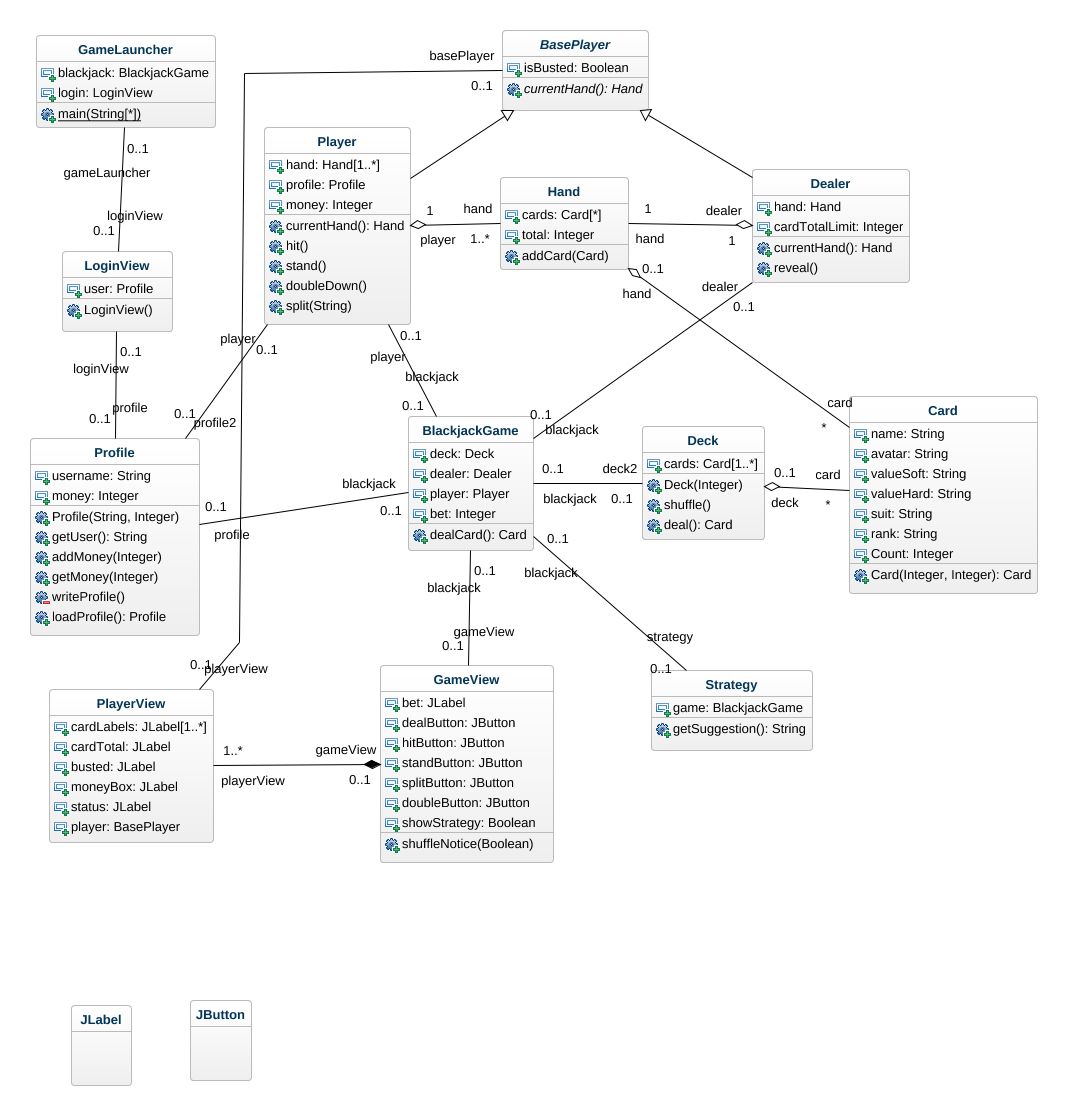 GameLauncher
blackjack: BlackjackGame
login: LoginView
main(String[*])
0..1
gameLauncher
loginView
0..1
LoginView
user: Profile
LoginView()
0..1
loginView
profile
0..1
basePlayer
0..1
BasePlayer
isBusted: Boolean
currentHand(): Hand
Player
hand: Hand[1..*]
profile: Profile
money: Integer
currentHand(): Hand
hit()
stand()
doubleDown()
split(String)
1
hand
player
1..*
Hand
cards: Card[*]
total: Integer
addCard(Card)
1
dealer
hand
1
Dealer
hand: Hand
cardTotalLimit: Integer
currentHand(): Hand
reveal()
0..1
hand
dealer
0..1
player
0..1
0..1
profile2
0..1
player
blackjack
0..1
0..1
blackjack
card
*
Profile
username: String
money: Integer
Profile(String, Integer)
getUser(): String
addMoney(Integer)
getMoney(Integer)
writeProfile()
loadProfile(): Profile
0..1
profile
blackjack
0..1
BlackjackGame
deck: Deck
dealer: Dealer
player: Player
bet: Integer
dealCard(): Card
0..1
deck2
blackjack
0..1
Deck
cards: Card[1..*]
Deck(Integer)
shuffle()
deal(): Card
0..1
card
deck
*
Card
name: String
avatar: String
valueSoft: String
valueHard: String
suit: String
rank: String
Count: Integer
Card(Integer, Integer): Card
0..1
blackjack
gameView
0..1
0..1
blackjack
strategy
0..1
0..1
playerView
PlayerView
cardLabels: JLabel[1..*]
cardTotal: JLabel
busted: JLabel
moneyBox: JLabel
status: JLabel
player: BasePlayer
1..*
gameView
playerView
0..1
GameView
bet: JLabel
dealButton: JButton
hitButton: JButton
standButton: JButton
splitButton: JButton
doubleButton: JButton
showStrategy: Boolean
shuffleNotice(Boolean)
Strategy
game: BlackjackGame
getSuggestion(): String
JLabel
JButton